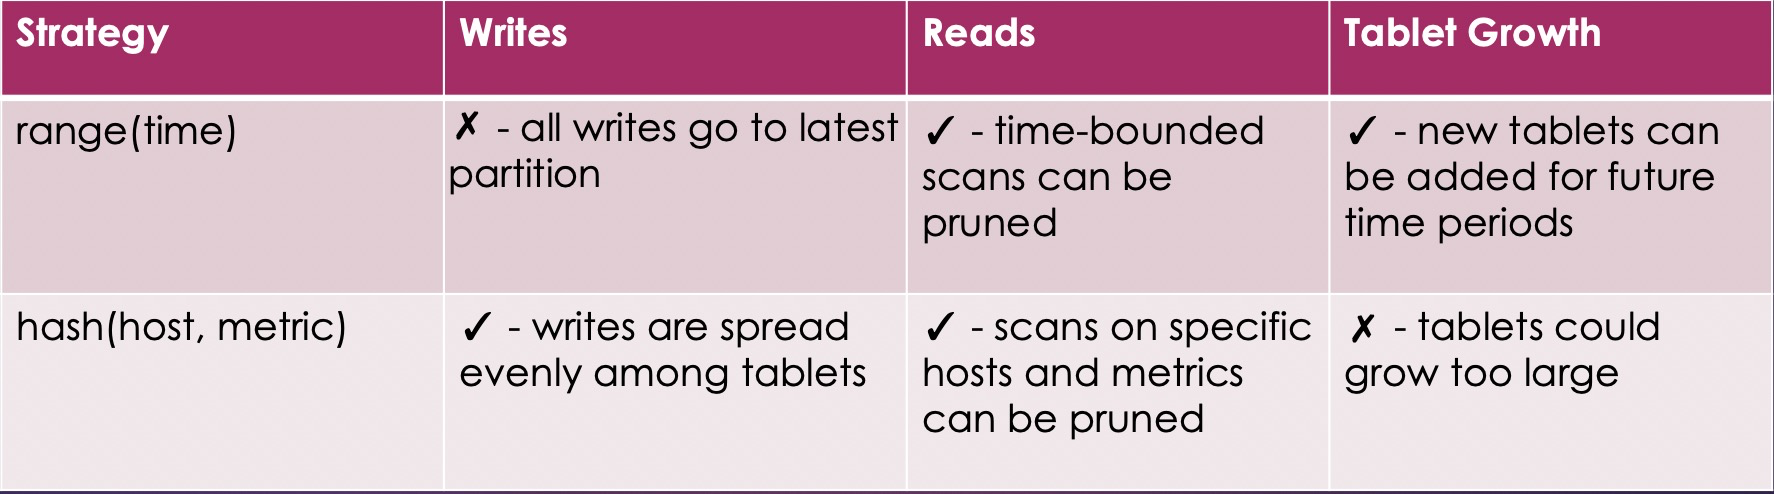 Strategy
Writes
Reads
Tablet Growth
range(time)
✗ - all writes go to latest
partition
✓ - time-bounded
scans can be
pruned
✓ - new tablets can
be added for future
time periods
hash(host, metric)
✓ - writes are spread
evenly among tablets
✓ - scans on specific
hosts and metrics
can be pruned
✗ - tablets could
grow too large